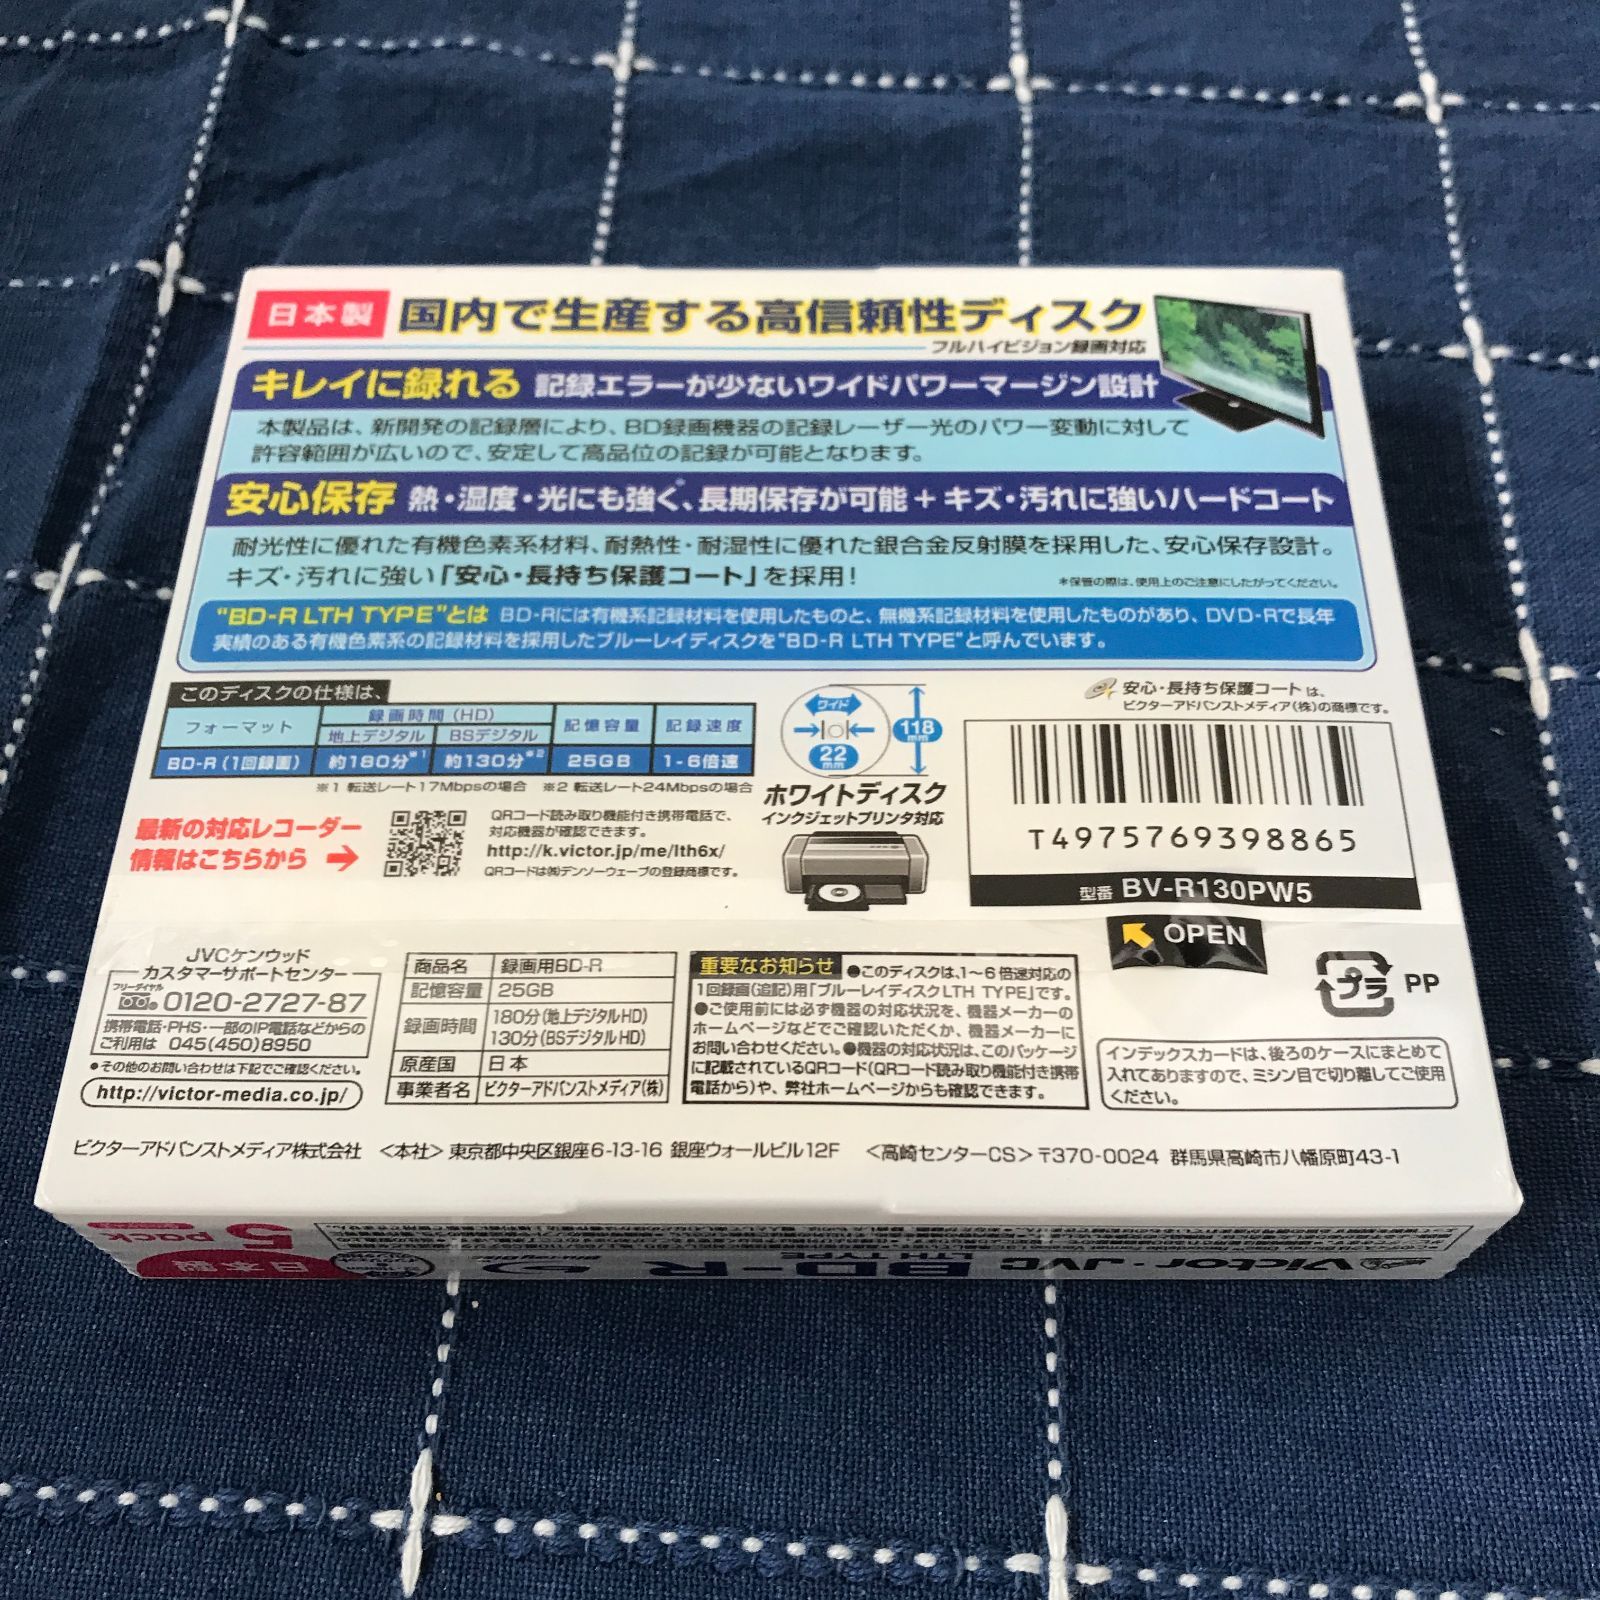 日本製 国内で生産する高信頼性ディスク
フルハイビジョン録画対応
キレイに録れる 記録エラーが少ないワイドパワーマージン設計
本製品は、新開発の記録層により、BD録画機器の記録レーザー光のパワー変動に対して
許容範囲が広いので、安定して高品位の記録が可能となります。
安心保存 熱・湿度・光にも強く、長期保存が可能 + キズ・汚れに強いハードコート
耐光性に優れた有機色素系材料、耐熱性・耐湿性に優れた銀合金反射膜を採用した、安心保存設計。
キズ・汚れに強い「安心・長持ち保護コート」を採用!
*保管の際は、使用上のご注意にしたがってください。
"BD-R LTH TYPE"とは BD-Rには有機系記録材料を使用したものと、無機系記録材料を使用したものがあり、DVD-Rで長年
実績のある有機色素系の記録材料を採用したブルーレイディスクを"BD-R LTH TYPE"と呼んでいます。
このディスクの仕様は、
フォーマット 録画時間(HD) 記憶容量 記録速度
地上デジタル BSデジタル
BD-R(1回録画) 約180分※1 約130分※2 25GB 1-6倍速
※1 転送レート17Mbpsの場合 ※2 転送レート24Mbpsの場合
最新の対応レコーダー
情報はこちらから
QRコード読み取り機能付き携帯電話で、
対応機器が確認できます。
http://k.victor.jp/me/lth6x/
QRコードは㈱デンソーウェーブの登録商標です。
ワイド
118mm
22mm
ホワイトディスク
インクジェットプリンタ対応
安心・長持ち保護コート は、
ビクターアドバンストメディア(株)の商標です。
T4975769398865
型番 BV-R130PW5
OPEN
プラ PP
JVCケンウッド
カスタマーサポートセンター
フリーダイヤル
0120-2727-87
携帯電話・PHS・一部のIP電話などからの
ご利用は 045(450)8950
●その他のお問い合わせは下記でご確認ください。
http://victor-media.co.jp/
商品名 録画用BD-R
記憶容量 25GB
録画時間 180分(地上デジタルHD)
130分(BSデジタルHD)
原産国 日本
事業者名 ビクターアドバンストメディア(株)
重要なお知らせ ●このディスクは、1~6倍速対応の
1回録画(追記)用「ブルーレイディスクLTH TYPE」です。
●ご使用前には必ず機器の対応状況を、機器メーカーの
ホームページなどでご確認いただくか、機器メーカーに
お問い合わせください。●機器の対応状況は、このパッケージ
に記載されているQRコード(QRコード読み取り機能付き携帯
電話から)や、弊社ホームページからも確認できます。
インデックスカードは、後ろのケースにまとめて
入れてありますので、ミシン目で切り離してご使用
ください。
ビクターアドバンストメディア株式会社 <本社>東京都中央区銀座6-13-16 銀座ウォールビル12F <高崎センターCS>〒370-0024 群馬県高崎市八幡原町43-1
Victor・JVC BD-R 5
LTH TYPE
日本製
5 pack